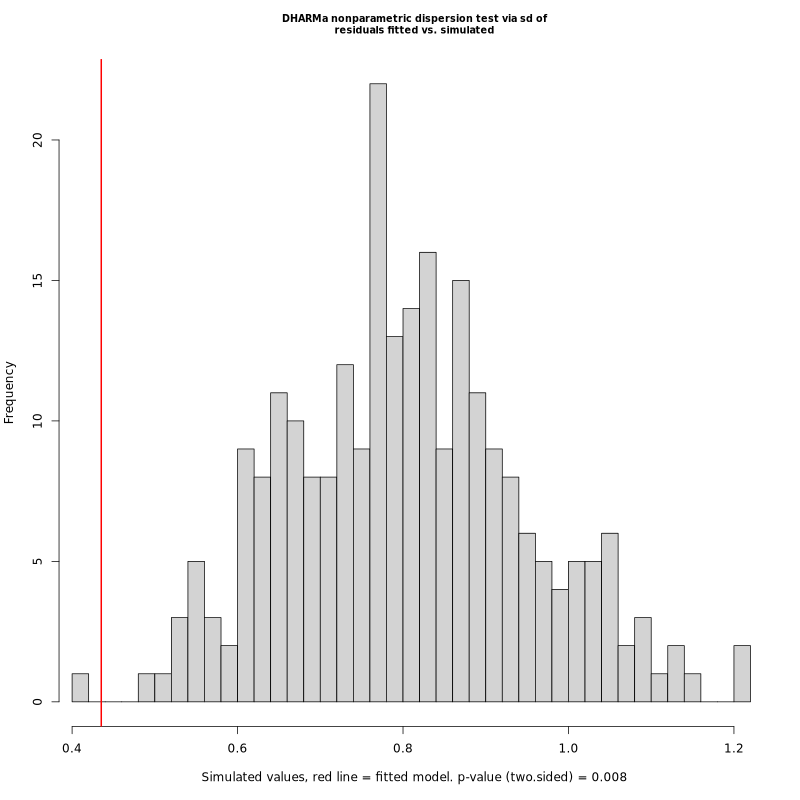 DHARMa nonparametric dispersion test via sd of
residuals fitted vs. simulated
20
15
10
5
0
Frequency
0.4 0.6 0.8 1.0 1.2
Simulated values, red line = fitted model. p-value (two.sided) = 0.008